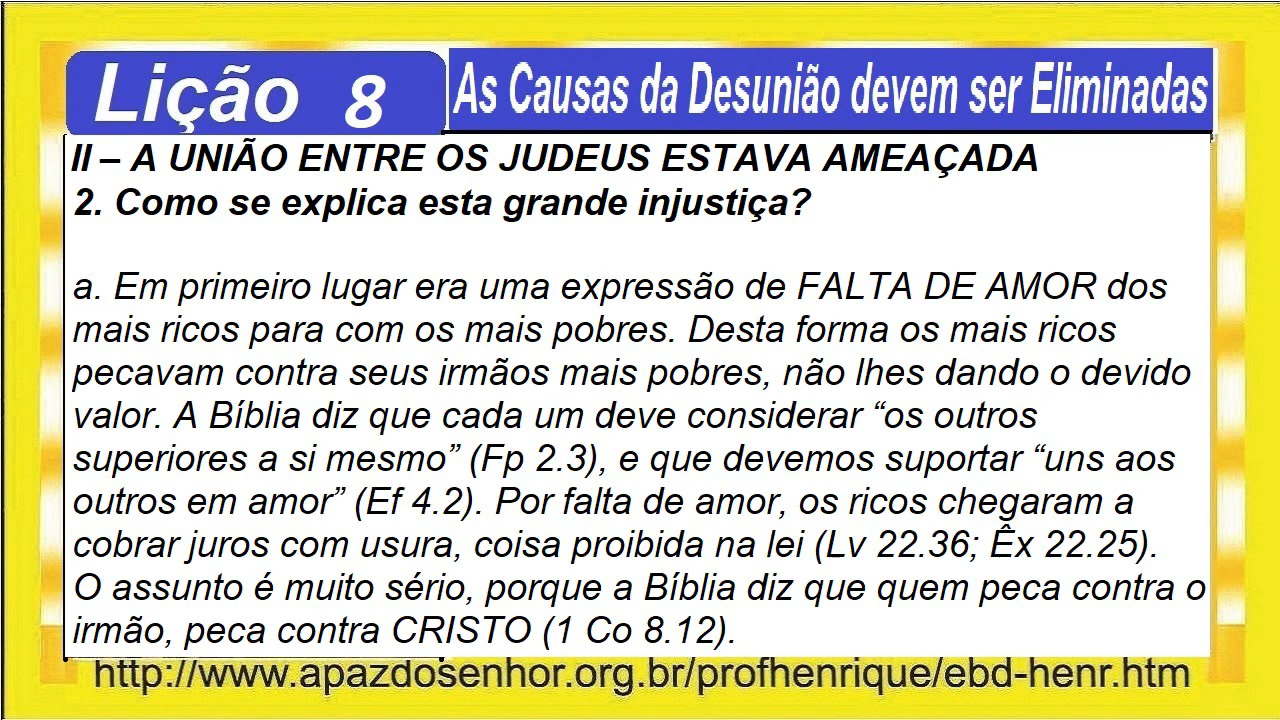 Lição 8 As Causas da Desunião devem ser Eliminadas
II – A UNIÃO ENTRE OS JUDEUS ESTAVA AMEAÇADA
2. Como se explica esta grande injustiça?
a. Em primeiro lugar era uma expressão de FALTA DE AMOR dos
mais ricos para com os mais pobres. Desta forma os mais ricos
pecavam contra seus irmãos mais pobres, não lhes dando o devido
valor. A Bíblia diz que cada um deve considerar “os outros
superiores a si mesmo” (Fp 2.3), e que devemos suportar “uns aos
outros em amor” (Ef 4.2). Por falta de amor, os ricos chegaram a
cobrar juros com usura, coisa proibida na lei (Lv 22.36; Êx 22.25).
O assunto é muito sério, porque a Bíblia diz que quem peca contra o
irmão, peca contra CRISTO (1 Co 8.12).
http://www.apazdosenhor.org.br/profhenrique/ebd-henr.htm